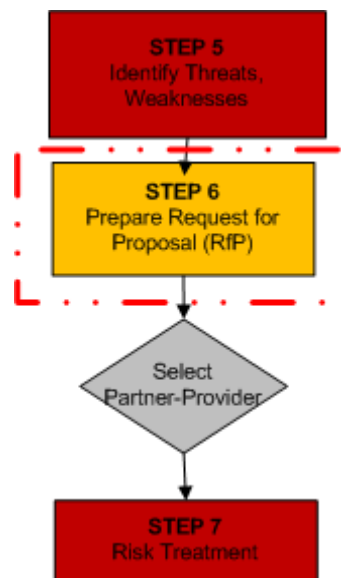 STEP 5
Identify Threats,
Weaknesses
STEP 6
Prepare Request for
Proposal (RfP)
Select
Partner-Provider
STEP 7
Risk Treatment